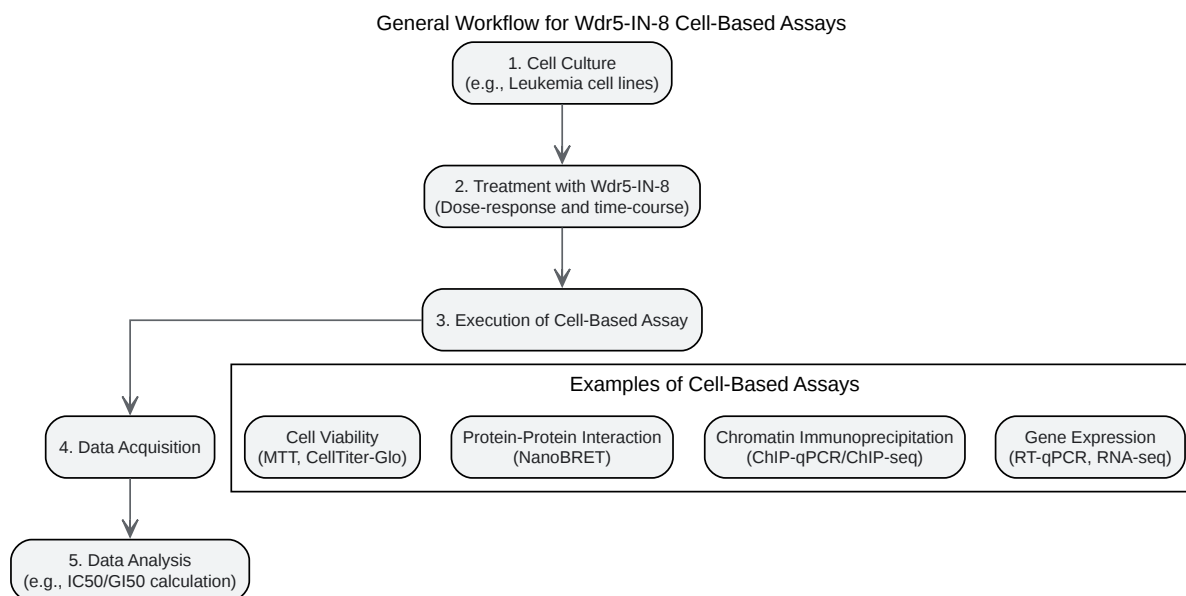 General Workflow for Wdr5-IN-8 Cell-Based Assays
1. Cell Culture
(e.g., Leukemia cell lines)
2. Treatment with Wdr5-IN-8
(Dose-response and time-course)
3. Execution of Cell-Based Assay
Examples of Cell-Based Assays
4. Data Acquisition
Cell Viability
(MTT, CellTiter-Glo)
Protein-Protein Interaction
(NanoBRET)
Chromatin Immunoprecipitation
(ChIP-qPCR/ChIP-seq)
Gene Expression
(RT-qPCR, RNA-seq)
5. Data Analysis
(e.g., IC50/GI50 calculation)